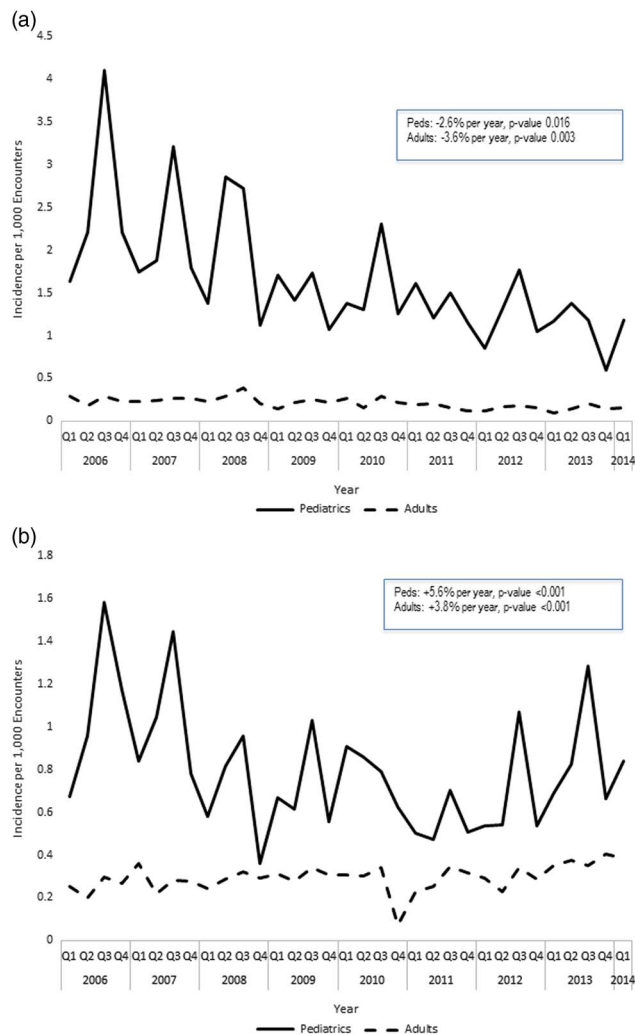 (a)
4.5
4
3.5
3
2.5
2
1.5
1
0.5
0
Incidence per 1,000 Encounters
Peds: -2.6% per year, p-value 0.016
Adults: -3.6% per year, p-value 0.003
Q1 Q2 Q3 Q4 Q1 Q2 Q3 Q4 Q1 Q2 Q3 Q4 Q1 Q2 Q3 Q4 Q1 Q2 Q3 Q4 Q1 Q2 Q3 Q4 Q1 Q2 Q3 Q4 Q1 Q2 Q3 Q4 Q1
2006 2007 2008 2009 2010 2011 2012 2013 2014
Year
Pediatrics Adults
(b)
1.8
1.6
1.4
1.2
1
0.8
0.6
0.4
0.2
0
Incidence per 1,000 Encounters
Peds: +5.6% per year, p-value <0.001
Adults: +3.8% per year, p-value <0.001
Q1 Q2 Q3 Q4 Q1 Q2 Q3 Q4 Q1 Q2 Q3 Q4 Q1 Q2 Q3 Q4 Q1 Q2 Q3 Q4 Q1 Q2 Q3 Q4 Q1 Q2 Q3 Q4 Q1 Q2 Q3 Q4 Q1
2006 2007 2008 2009 2010 2011 2012 2013 2014
Year
Pediatrics Adults